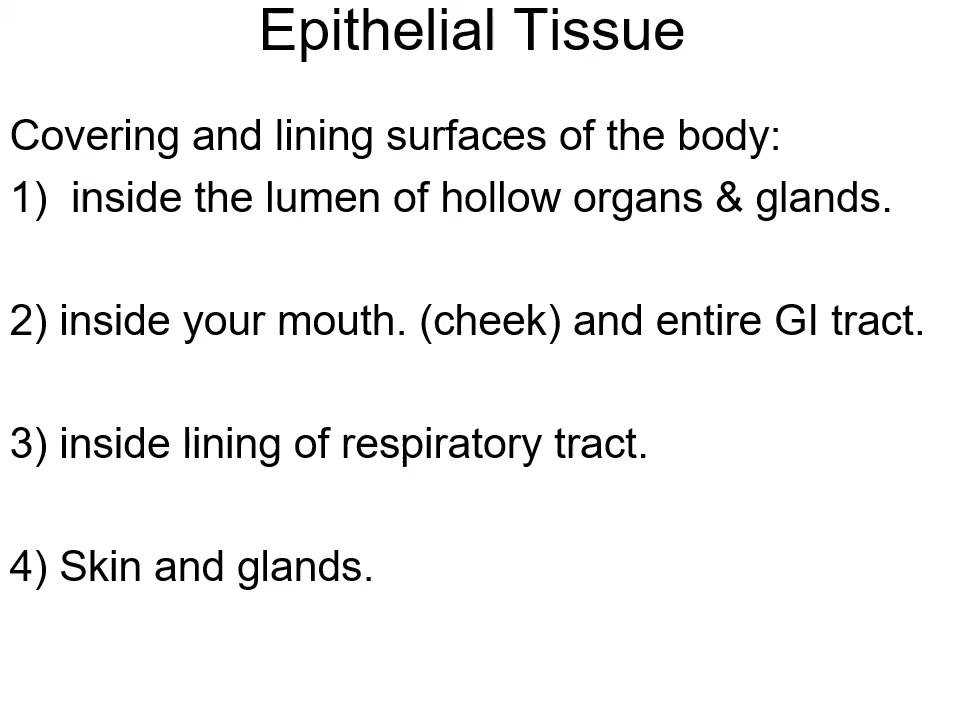 Epithelial Tissue
Covering and lining surfaces of the body:
1)  inside the lumen of hollow organs & glands.
2) inside your mouth. (cheek) and entire GI tract.
3) inside lining of respiratory tract.
4) Skin and glands.